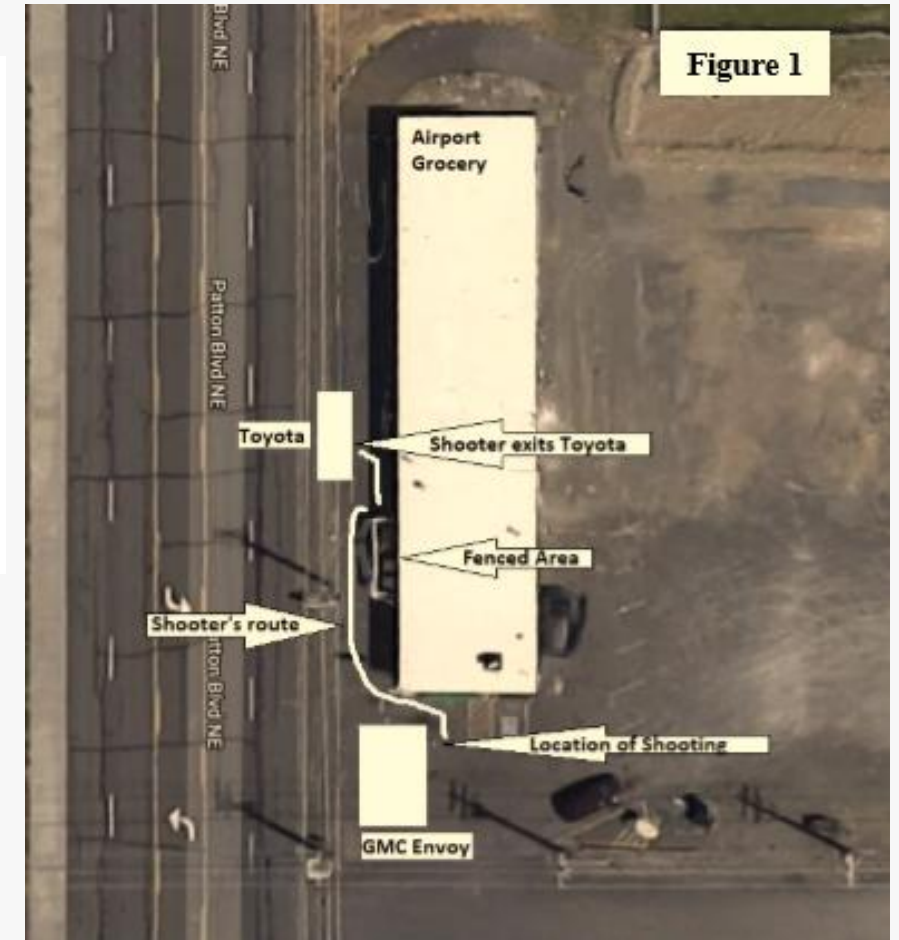 Blvd NE
Figure 1
Airport
Grocery
Patton Blvd NE
Toyota
Shooter exits Toyota
Fenced Area
Shooter's route
Patton Blvd NE
Location of Shooting
GMC Envoy